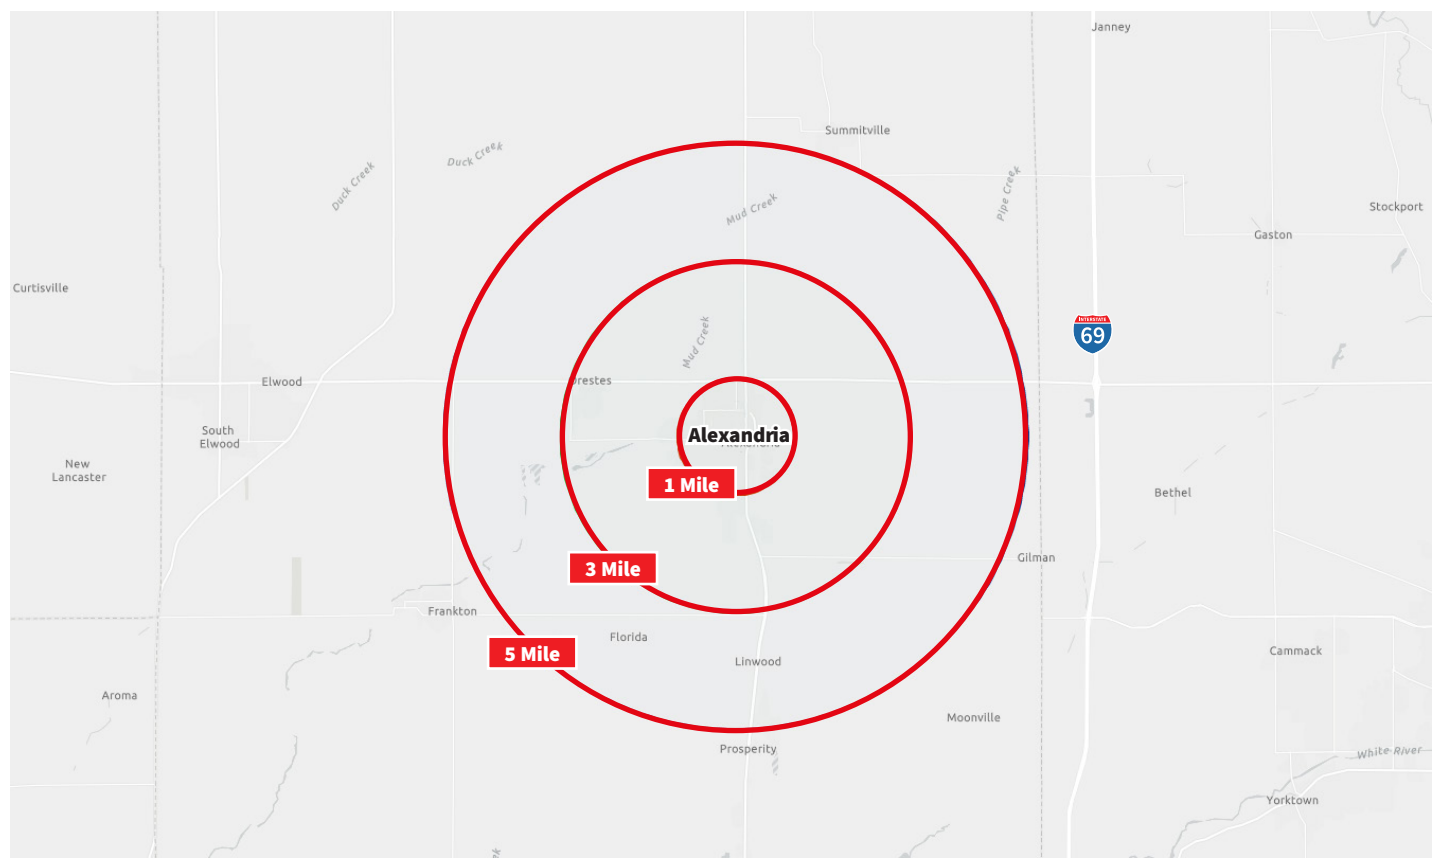 Janney
Summitville
Duck Creek
Duck Creek
Pipe Creek
Mud Creek
Stockport
Gaston
Curtisville
INTERSTATE
69
Mud Creek
Elwood
Orestes
South
Elwood
Alexandria
New
Lancaster
1 Mile
Bethel
Gilman
3 Mile
Frankton
Florida
5 Mile
Linwood
Cammack
Aroma
Moonville
Prosperity
White River
Yorktown